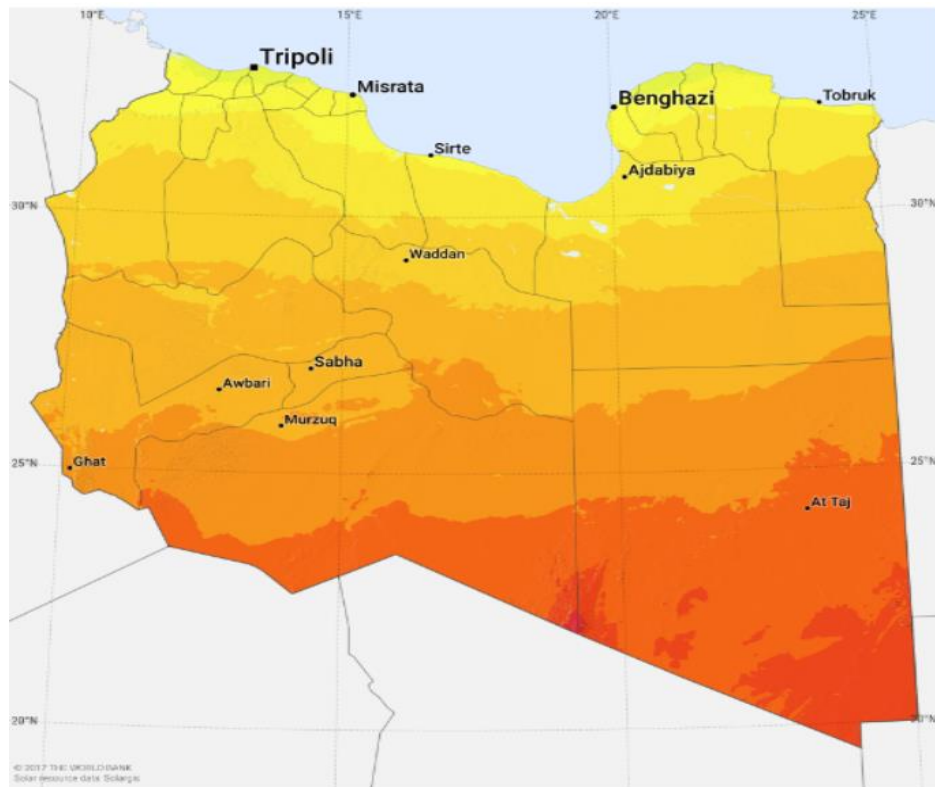 10°E 15°E 20°E 25°E
Tripoli
Misrata
Benghazi
Tobruk
Sirte
Ajdabiya
30°N 30°N
Waddan
Sabha
Awbari
Murzuq
Ghat
25°N 25°N
At Taj
20°N
© 2017 THE WORLD BANK
Solar resource data: Solargis